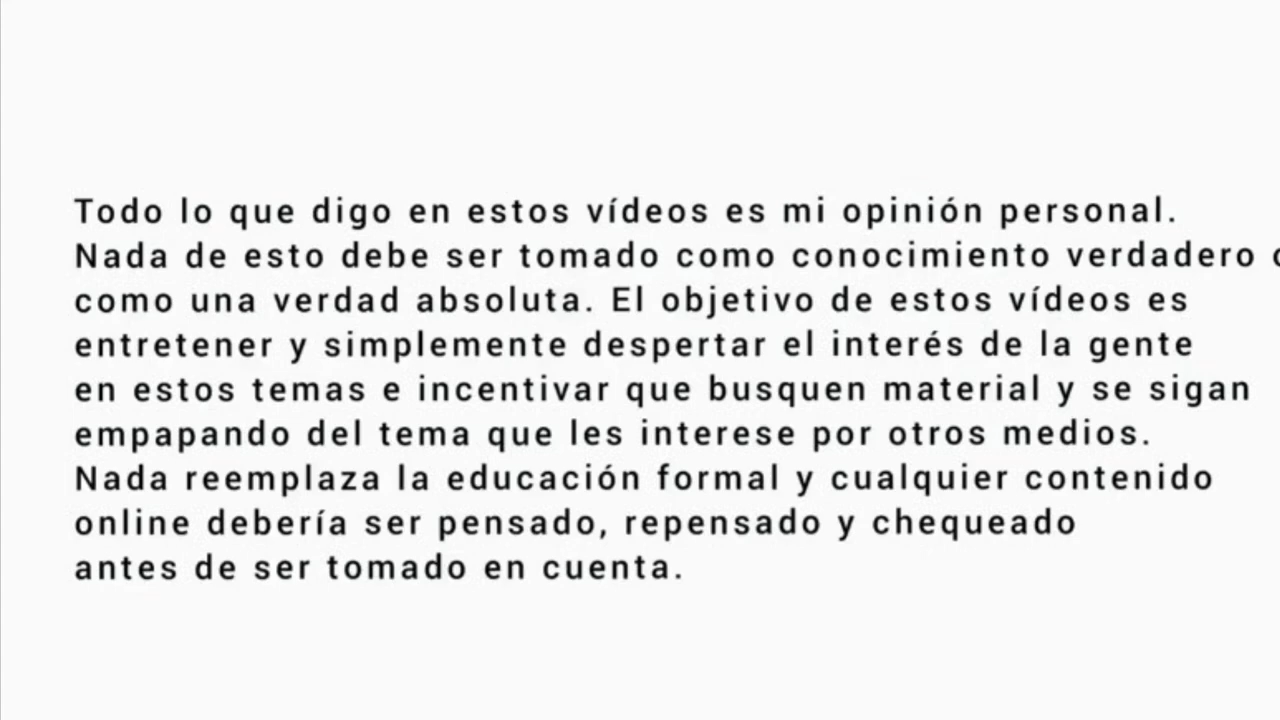 Todo lo que digo en estos vídeos es mi opinión personal.
Nada de esto debe ser tomado como conocimiento verdadero
como una verdad absoluta. El objetivo de estos vídeos es
entretener y simplemente despertar el interés de la gente
en estos temas e incentivar que busquen material y se sigan
empapando del tema que les interese por otros medios.
Nada reemplaza la educación formal y cualquier contenido
online debería ser pensado, repensado y chequeado
antes de ser tomado en cuenta.